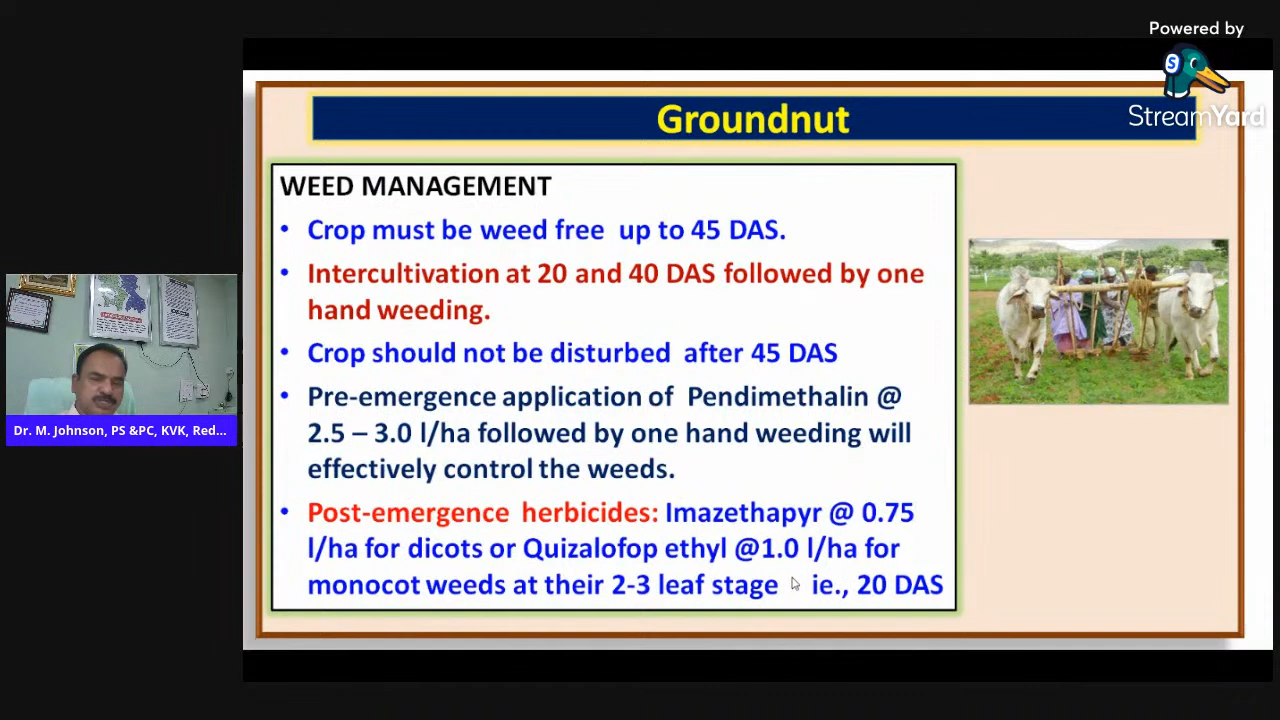 Powered by
StreamYard
Groundnut
WEED MANAGEMENT
• Crop must be weed free up to 45 DAS.
• Intercultivation at 20 and 40 DAS followed by one
hand weeding.
• Crop should not be disturbed after 45 DAS
• Pre-emergence application of Pendimethalin @
2.5 – 3.0 l/ha followed by one hand weeding will
effectively control the weeds.
• Post-emergence herbicides: Imazethapyr @ 0.75
l/ha for dicots or Quizalofop ethyl @1.0 l/ha for
monocot weeds at their 2-3 leaf stage ie., 20 DAS
Dr. M. Johnson, PS &PC, KVK, Red...